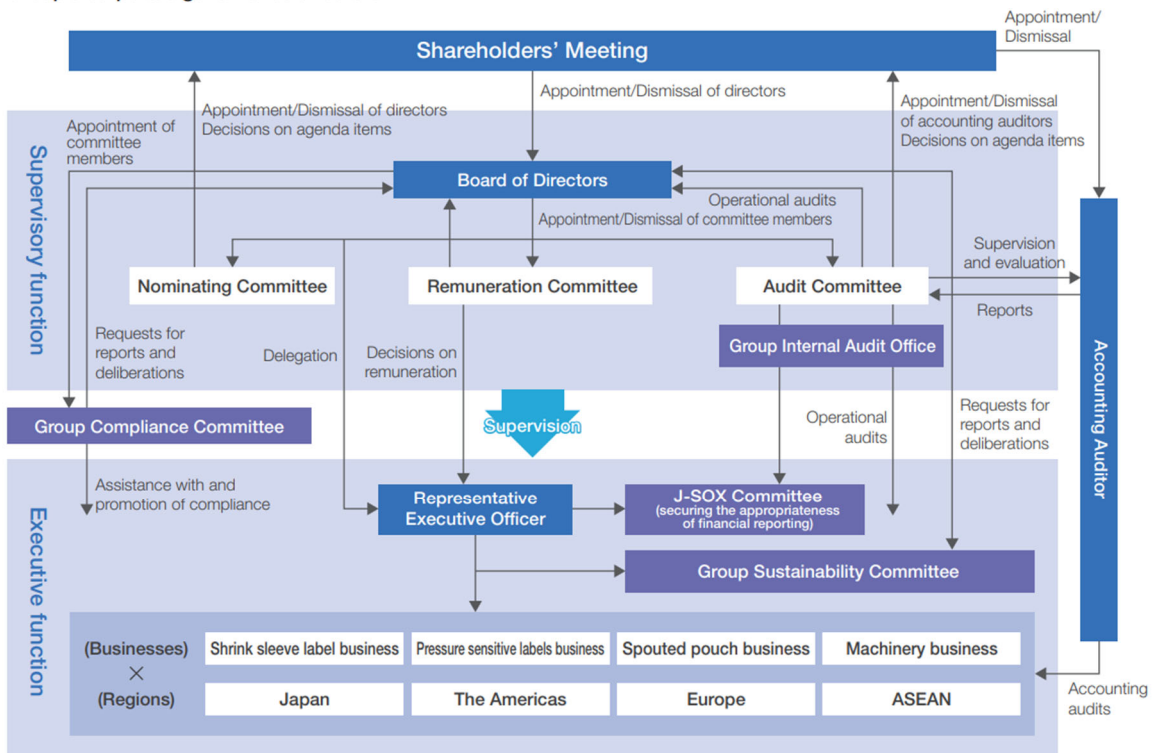 Appointment/
Dismissal
Shareholders' Meeting
Appointment/Dismissal of directors
Decisions on agenda items
Appointment/Dismissal of directors
Appointment/Dismissal
of accounting auditors
Decisions on agenda items
Appointment of
committee
members
Supervisory function
Board of Directors
Operational audits
Appointment/Dismissal of committee members
Supervision
and evaluation
Nominating Committee
Remuneration Committee
Audit Committee
Reports
Requests for
reports and
deliberations
Delegation
Decisions on
remuneration
Group Internal Audit Office
Accounting Auditor
Group Compliance Committee
Supervision
Operational
audits
Requests for
reports and
deliberations
Assistance with and
promotion of compliance
Executive function
Representative
Executive Officer
J-SOX Committee
(securing the appropriateness
of financial reporting)
Group Sustainability Committee
(Businesses)
×
(Regions)
Shrink sleeve label business
Pressure sensitive labels business
Spouted pouch business
Machinery business
Japan
The Americas
Europe
ASEAN
Accounting
audits